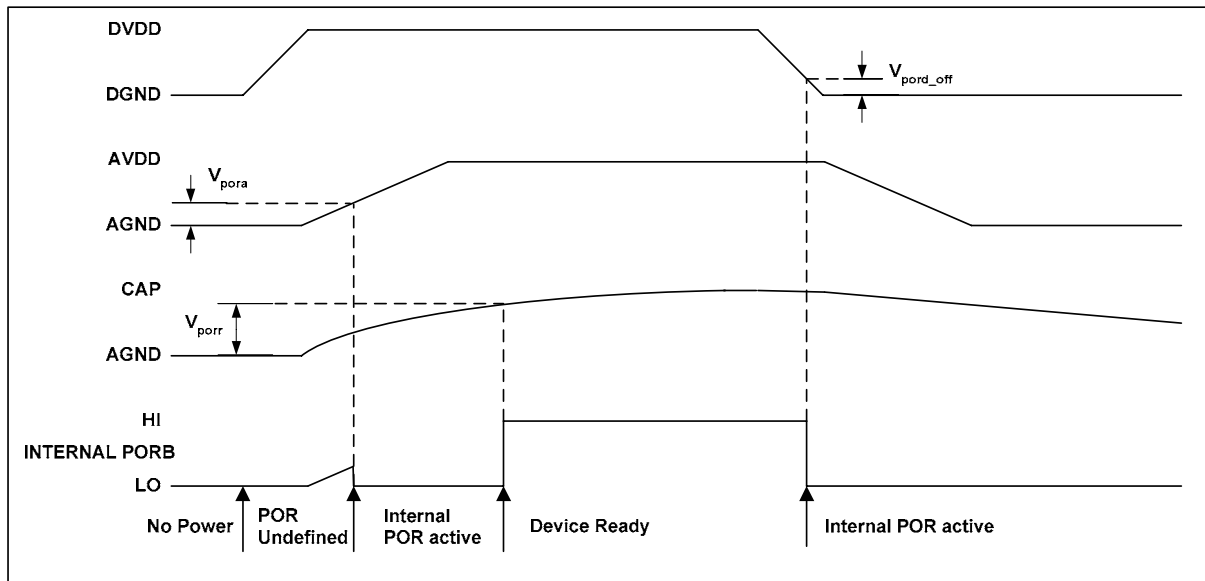 DVDD
V_pord_off
DGND
AVDD
V_pora
AGND
CAP
V_porr
AGND
HI
INTERNAL PORB
LO
No Power
POR
Undefined
Internal
POR active
Device Ready
Internal POR active